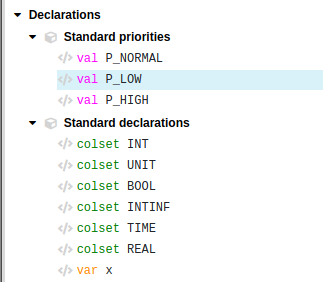 Declarations
Standard priorities
val P_NORMAL
val P_LOW
val P_HIGH
Standard declarations
colset INT
colset UNIT
colset BOOL
colset INTINF
colset TIME
colset REAL
var x